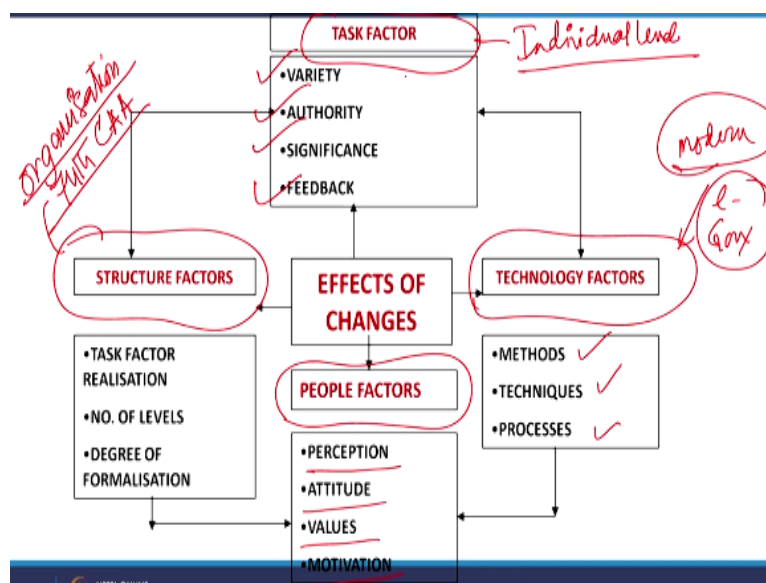 TASK FACTOR
Individual level
•VARIETY
•AUTHORITY
•SIGNIFICANCE
•FEEDBACK
Organisation
modern
e-
Gov
STRUCTURE FACTORS
EFFECTS OF
CHANGES
TECHNOLOGY FACTORS
•TASK FACTOR
REALISATION
•NO. OF LEVELS
•DEGREE OF
FORMALISATION
PEOPLE FACTORS
•METHODS
•TECHNIQUES
•PROCESSES
•PERCEPTION
•ATTITUDE
•VALUES
•MOTIVATION